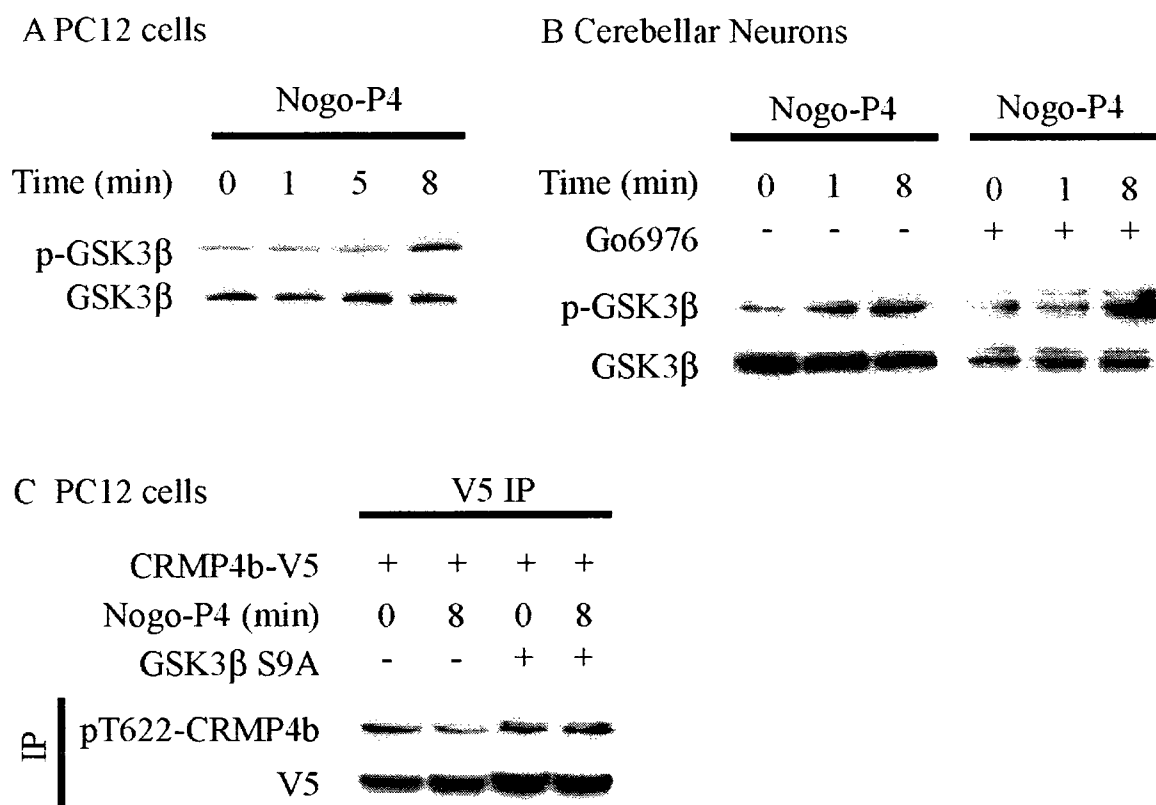 A PC12 cells
Nogo-P4
Time (min) 0 1 5 8
p-GSK3β
GSK3β
B Cerebellar Neurons
Nogo-P4 Nogo-P4
Time (min) 0 1 8 0 1 8
Go6976 - - - + + +
p-GSK3β
GSK3β
C PC12 cells
V5 IP
CRMP4b-V5 + + + +
Nogo-P4 (min) 0 8 0 8
GSK3β S9A - - + +
IP
pT622-CRMP4b
V5